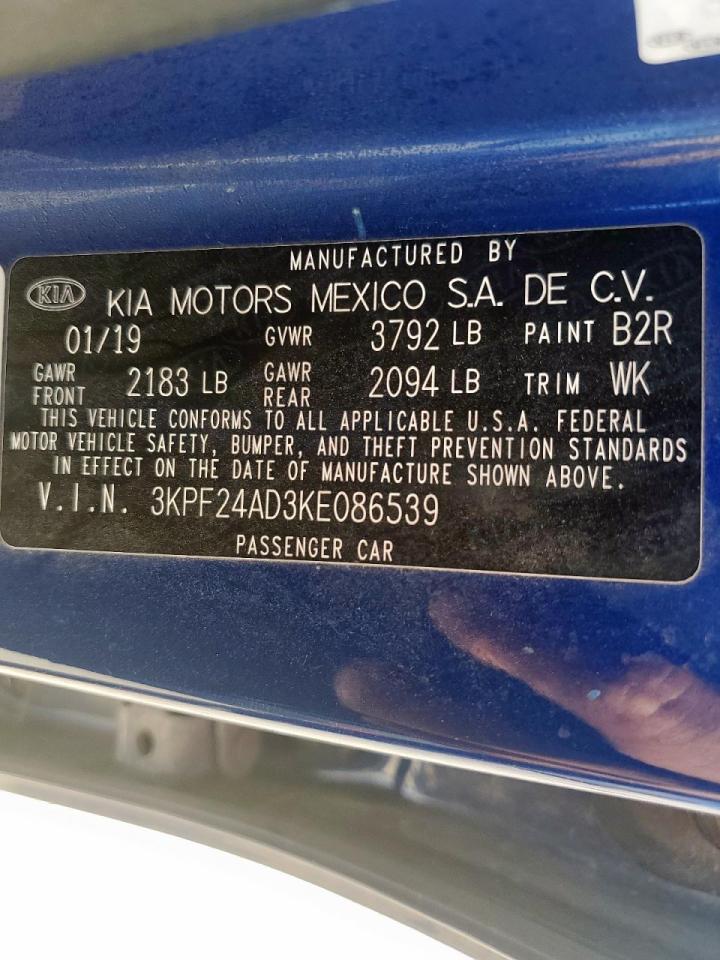 MANUFACTURED BY
KIA KIA MOTORS MEXICO S.A. DE C.V.
01/19 GVWR 3792 LB PAINT B2R
GAWR FRONT 2183 LB GAWR REAR 2094 LB TRIM WK
THIS VEHICLE CONFORMS TO ALL APPLICABLE U.S.A. FEDERAL
MOTOR VEHICLE SAFETY, BUMPER, AND THEFT PREVENTION STANDARDS
IN EFFECT ON THE DATE OF MANUFACTURE SHOWN ABOVE.
V.I.N. 3KPF24AD3KE086539
PASSENGER CAR